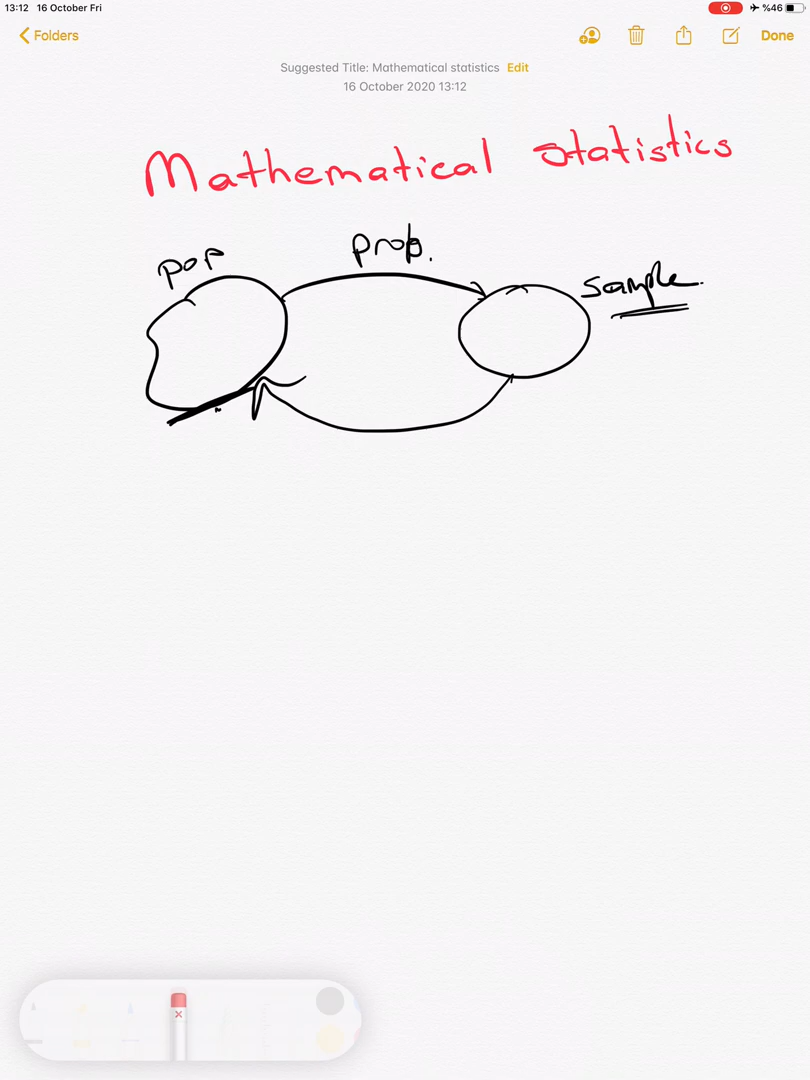 13:12 16 October Fri %46
Folders Done
Suggested Title: Mathematical statistics Edit
16 October 2020 13:12
Mathematical statistics
pop prob. sample.